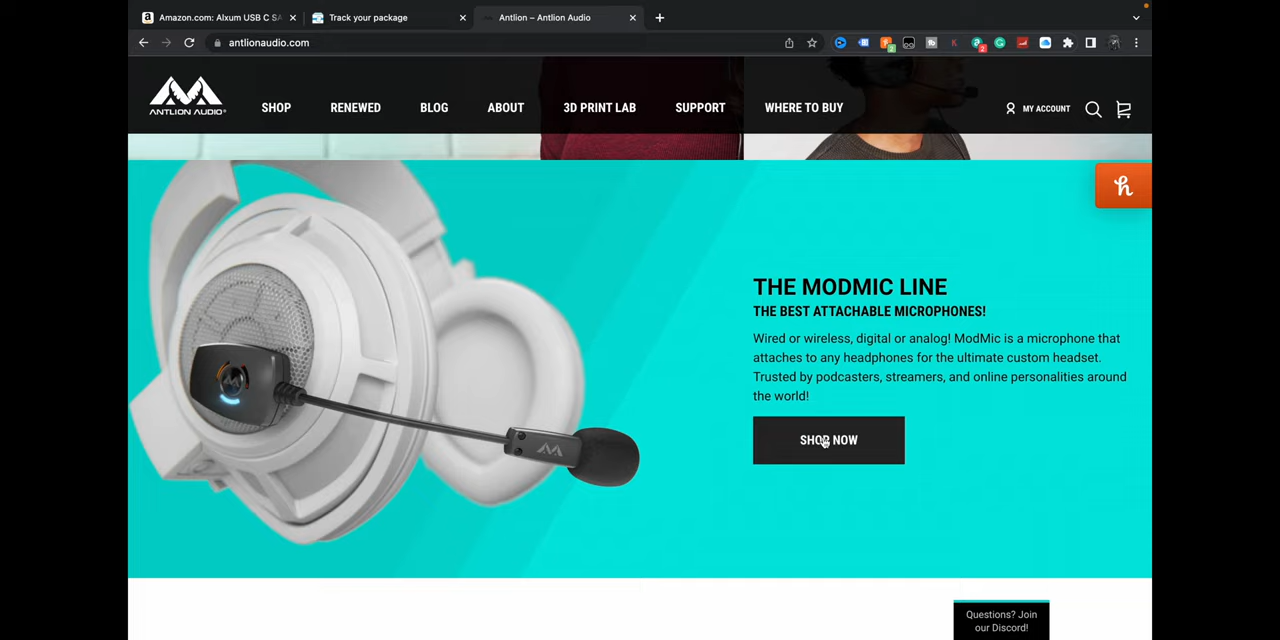 Amazon.com: Alxum USB C SA
Track your package
Antlion – Antlion Audio
antlionaudio.com
2
2
ANTLION AUDIO
SHOP
RENEWED
BLOG
ABOUT
3D PRINT LAB
SUPPORT
WHERE TO BUY
MY ACCOUNT
h
THE MODMIC LINE
THE BEST ATTACHABLE MICROPHONES!
Wired or wireless, digital or analog! ModMic is a microphone that
attaches to any headphones for the ultimate custom headset.
Trusted by podcasters, streamers, and online personalities around
the world!
SHOP NOW
Questions? Join
our Discord!